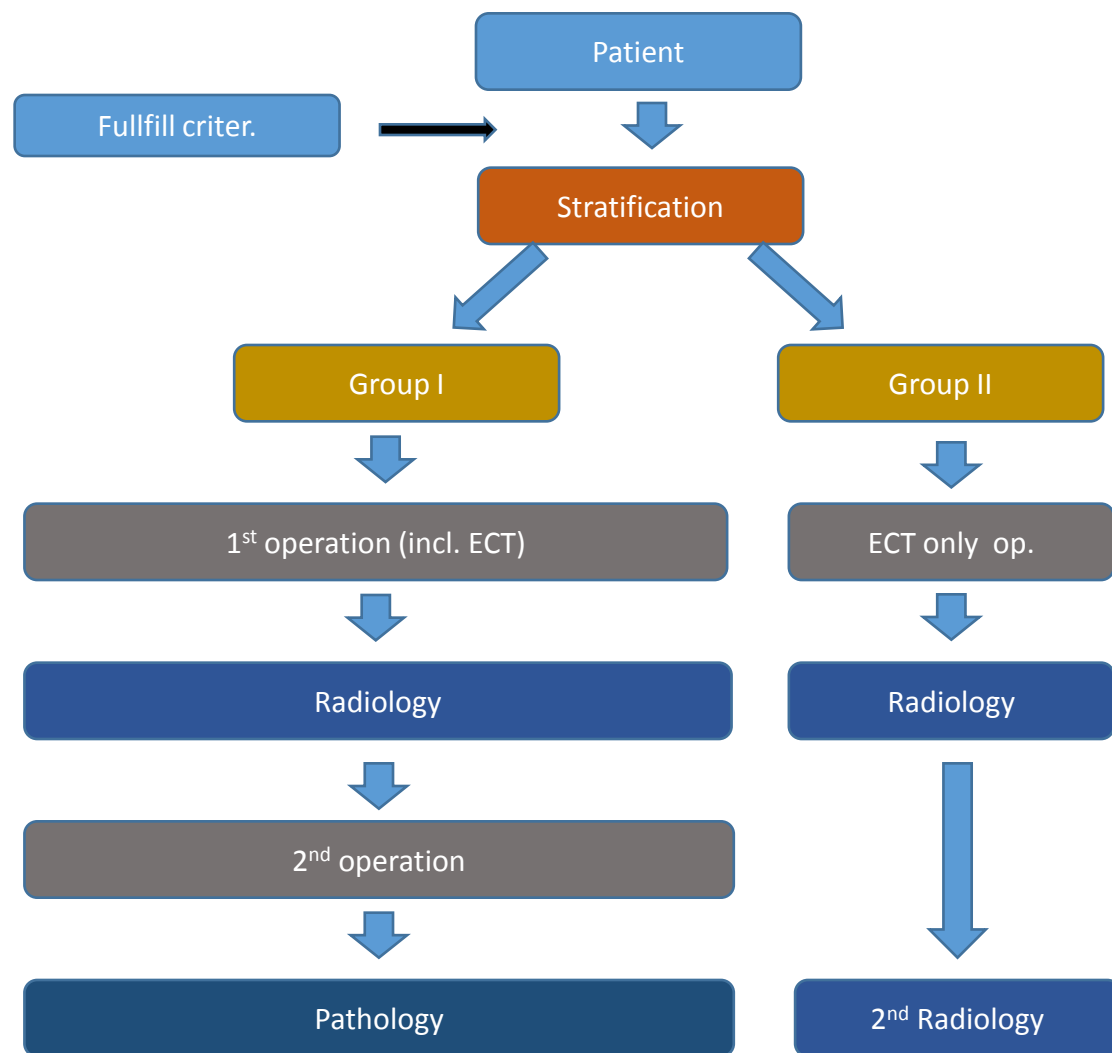 Patient
Fullfill criter.
Stratification
Group I
Group II
1st operation (incl. ECT)
ECT only op.
Radiology
Radiology
2nd operation
Pathology
2nd Radiology